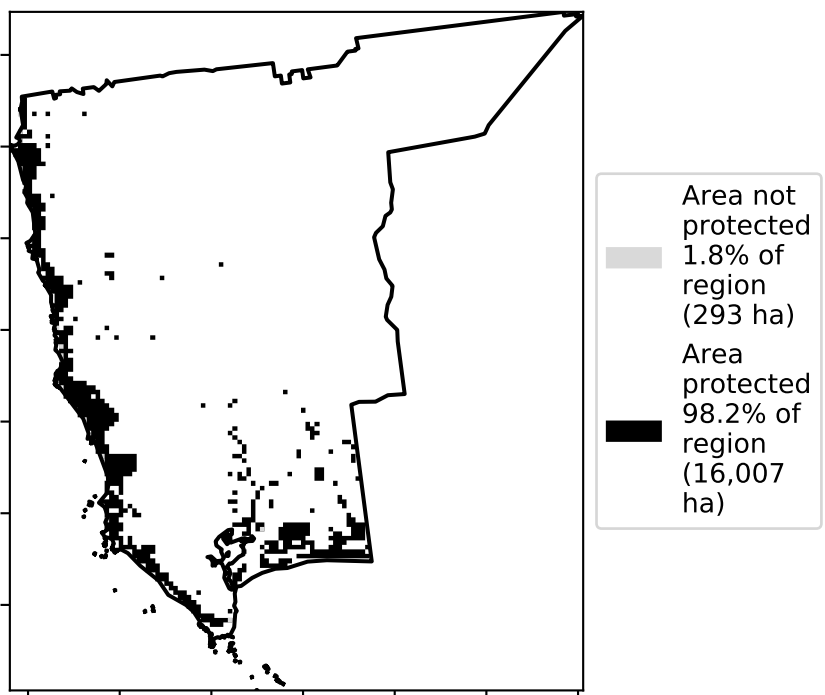 Area not
protected
1.8% of
region
(293 ha)
Area
protected
98.2% of
region
(16,007
ha)